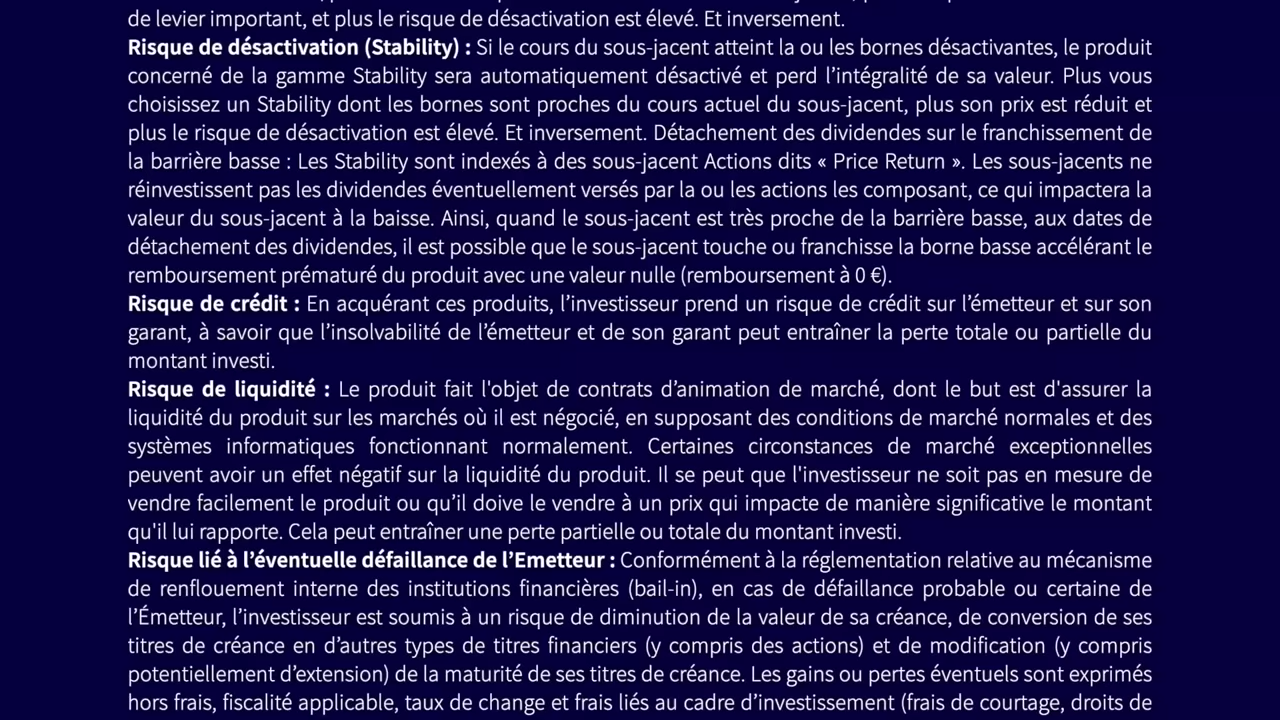 de levier important, et plus le risque de désactivation est élevé. Et inversement.
Risque de désactivation (Stability) : Si le cours du sous-jacent atteint la ou les bornes désactivantes, le produit
concerné de la gamme Stability sera automatiquement désactivé et perd l’intégralité de sa valeur. Plus vous
choisissez un Stability dont les bornes sont proches du cours actuel du sous-jacent, plus son prix est réduit et
plus le risque de désactivation est élevé. Et inversement. Détachement des dividendes sur le franchissement de
la barrière basse : Les Stability sont indexés à des sous-jacent Actions dits « Price Return ». Les sous-jacents ne
réinvestissent pas les dividendes éventuellement versés par la ou les actions les composant, ce qui impactera la
valeur du sous-jacent à la baisse. Ainsi, quand le sous-jacent est très proche de la barrière basse, aux dates de
détachement des dividendes, il est possible que le sous-jacent touche ou franchisse la borne basse accélérant le
remboursement prématuré du produit avec une valeur nulle (remboursement à 0 €).
Risque de crédit : En acquérant ces produits, l’investisseur prend un risque de crédit sur l’émetteur et sur son
garant, à savoir que l’insolvabilité de l’émetteur et de son garant peut entraîner la perte totale ou partielle du
montant investi.
Risque de liquidité : Le produit fait l'objet de contrats d’animation de marché, dont le but est d'assurer la
liquidité du produit sur les marchés où il est négocié, en supposant des conditions de marché normales et des
systèmes informatiques fonctionnant normalement. Certaines circonstances de marché exceptionnelles
peuvent avoir un effet négatif sur la liquidité du produit. Il se peut que l'investisseur ne soit pas en mesure de
vendre facilement le produit ou qu’il doive le vendre à un prix qui impacte de manière significative le montant
qu'il lui rapporte. Cela peut entraîner une perte partielle ou totale du montant investi.
Risque lié à l’éventuelle défaillance de l’Emetteur : Conformément à la réglementation relative au mécanisme
de renflouement interne des institutions financières (bail-in), en cas de défaillance probable ou certaine de
l’Émetteur, l’investisseur est soumis à un risque de diminution de la valeur de sa créance, de conversion de ses
titres de créance en d’autres types de titres financiers (y compris des actions) et de modification (y compris
potentiellement d’extension) de la maturité de ses titres de créance. Les gains ou pertes éventuels sont exprimés
hors frais, fiscalité applicable, taux de change et frais liés au cadre d’investissement (frais de courtage, droits de